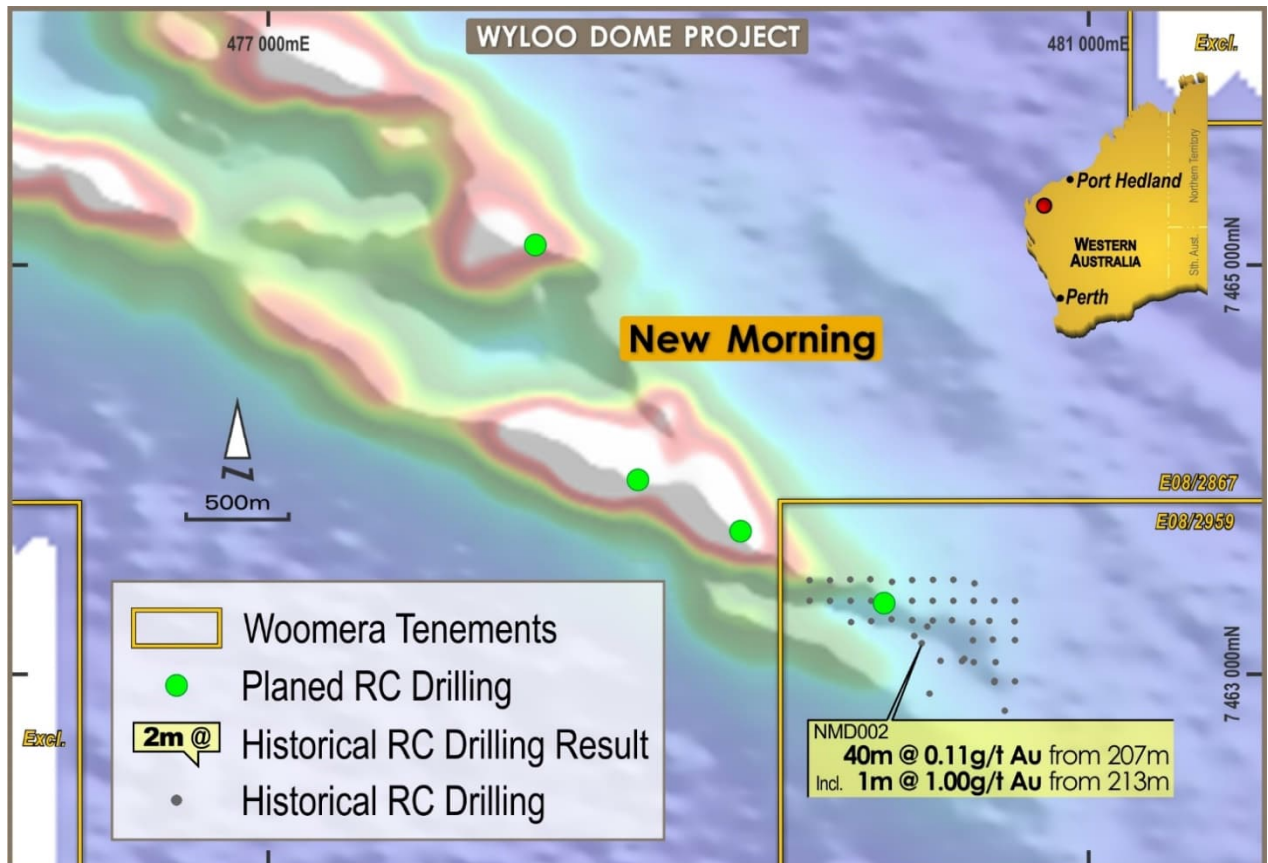 WYLOO DOME PROJECT
477 000mE
481 000mE
Excl.
Port Hedland
Northern Territory
WESTERN
AUSTRALIA
Sth. Aust.
Perth
7 465 000mN
New Morning
N
500m
E08/2867
E08/2959
7 463 000mN
NMD002
40m @ 0.11g/t Au from 207m
Incl. 1m @ 1.00g/t Au from 213m
Excl.
Woomera Tenements
Planed RC Drilling
2m @
Historical RC Drilling Result
Historical RC Drilling